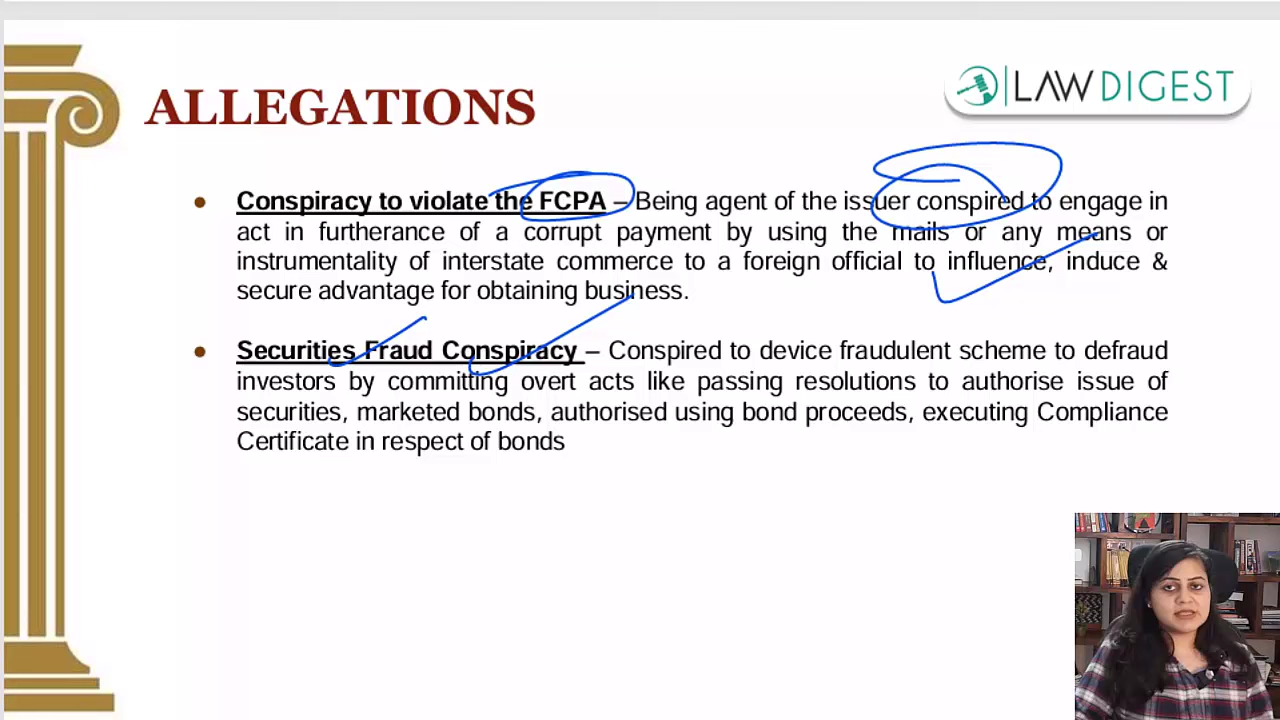 LAWDIGEST
ALLEGATIONS
Conspiracy to violate the FCPA – Being agent of the issuer conspired to engage in
act in furtherance of a corrupt payment by using the mails or any means or
instrumentality of interstate commerce to a foreign official to influence, induce &
secure advantage for obtaining business.
Securities Fraud Conspiracy – Conspired to device fraudulent scheme to defraud
investors by committing overt acts like passing resolutions to authorise issue of
securities, marketed bonds, authorised using bond proceeds, executing Compliance
Certificate in respect of bonds